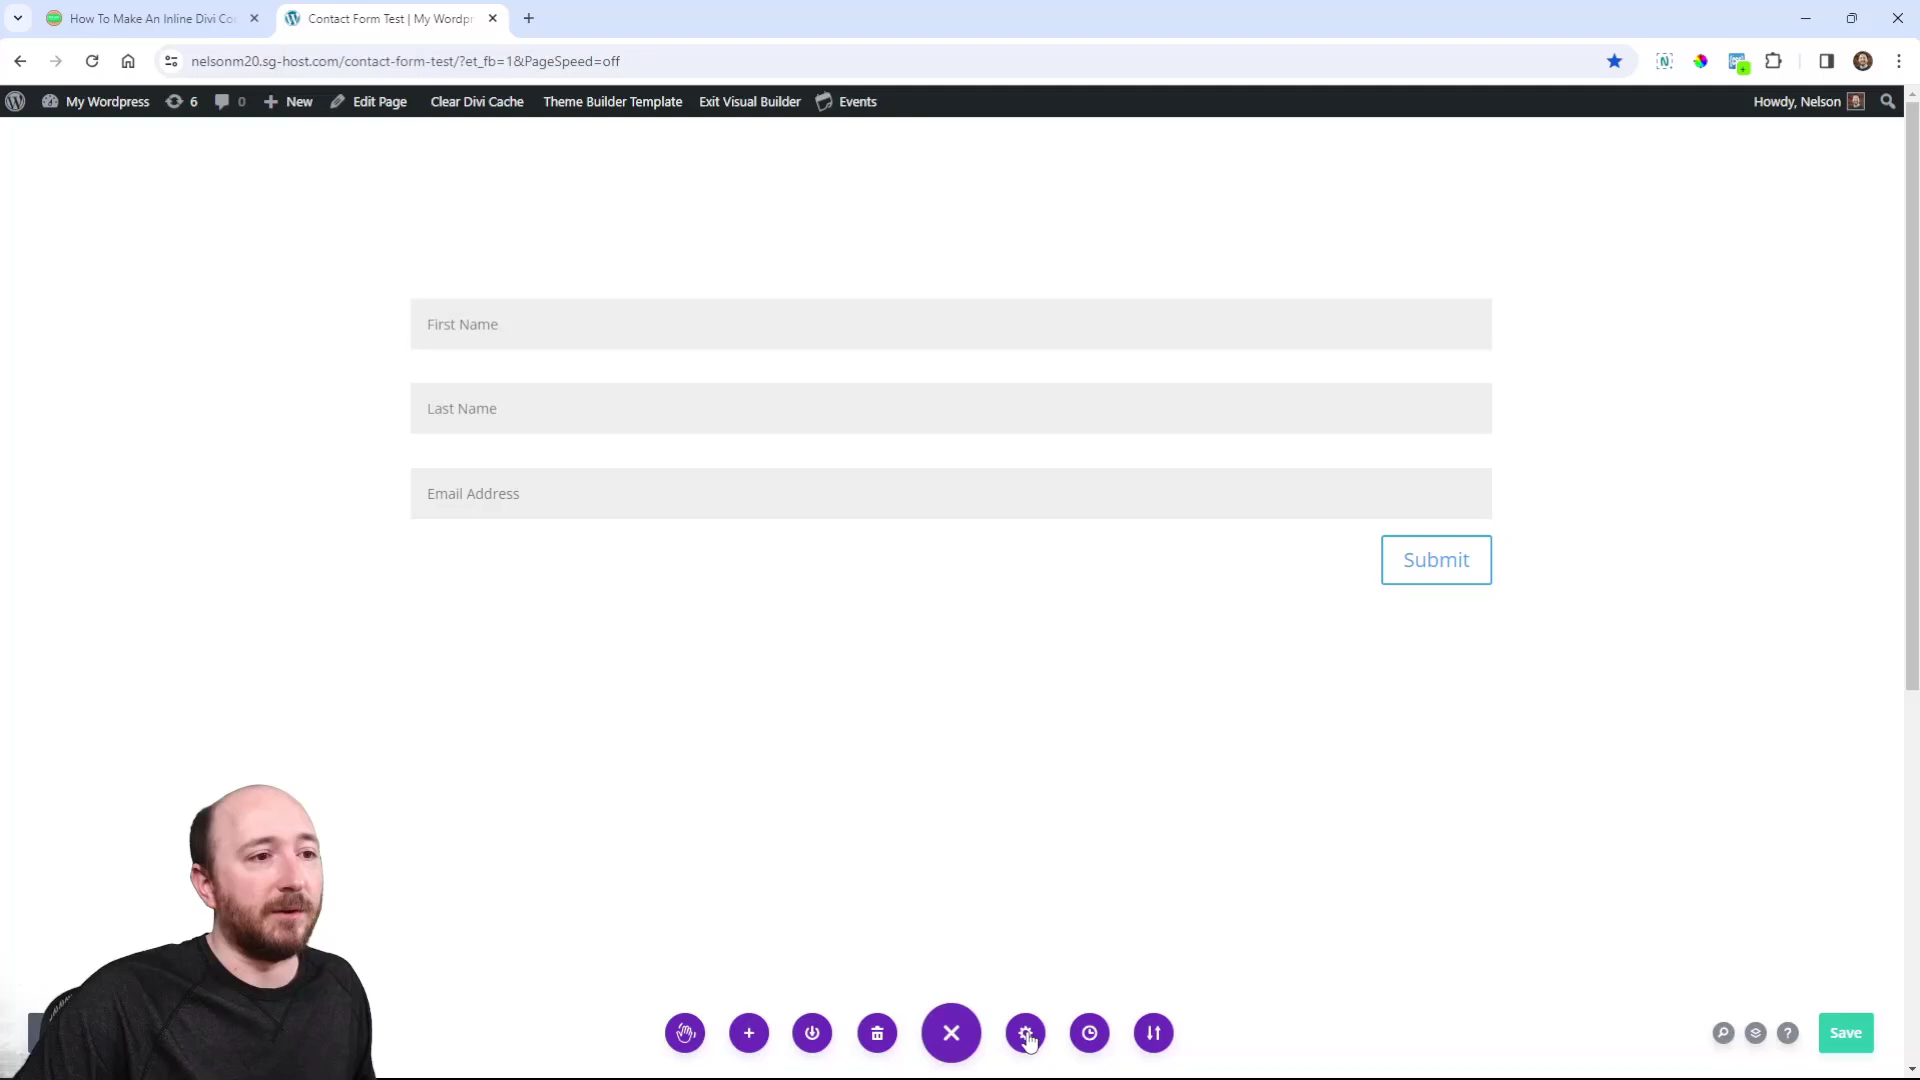 How To Make An Inline Divi Co
Contact Form Test | My Wordpr
nelsonm20.sg-host.com/contact-form-test/?et_fb=1&PageSpeed=off
My Wordpress 6 0 New Edit Page Clear Divi Cache Theme Builder Template Exit Visual Builder Events Howdy, Nelson
First Name
Last Name
Email Address
Submit
Save